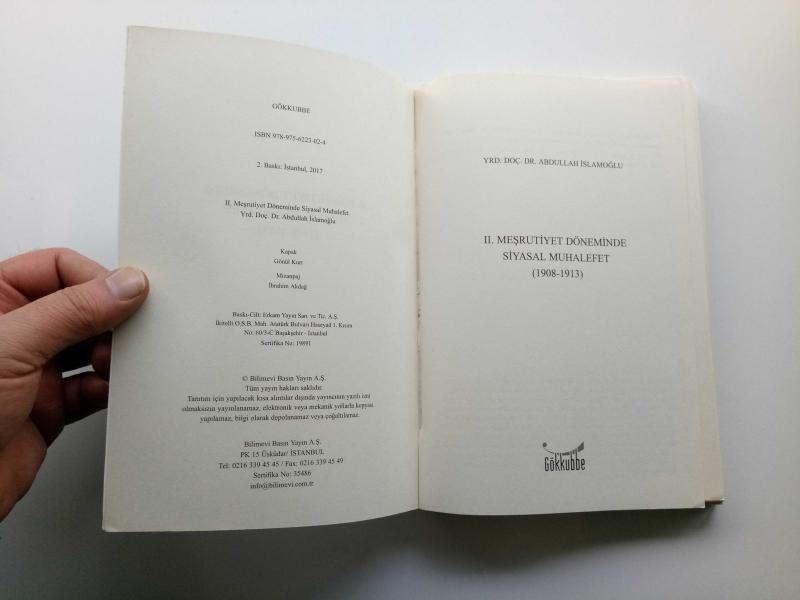 GÖKKUBBE
ISBN 978-975-6223-02-4
2. Baskı: İstanbul, 2017
II. Meşrutiyet Döneminde Siyasal Muhalefet
Yrd. Doç. Dr. Abdullah İslamoğlu
Kapak
Gönül Kurt
Mizanpaj
İbrahim Akdağ
Baskı-Cilt: Erkam Yayın San. ve Tic. A.Ş.
İkitelli O.S.B. Mah. Atatürk Bulvarı Haseyad 1. Kısım
No: 60/3-C Başakşehir - İstanbul
Sertifika No: 19891
© Bilimevi Basın Yayın A.Ş.
Tüm yayın hakları saklıdır.
Tanıtım için yapılacak kısa alıntılar dışında yayıncının yazılı izni
olmaksızın yayınlanamaz, elektronik veya mekanik yollarla kopyası
yapılamaz, bilgi olarak depolanamaz veya çoğaltılamaz.
Bilimevi Basın Yayın A.Ş.
PK 15 Üsküdar/ İSTANBUL
Tel: 0216 339 45 45 / Fax: 0216 339 45 49
Sertifika No: 35486
info@bilimevi.com.tr
YRD. DOÇ. DR. ABDULLAH İSLAMOĞLU
II. MEŞRUTİYET DÖNEMİNDE
SİYASAL MUHALEFET
(1908-1913)
Gökkubbe